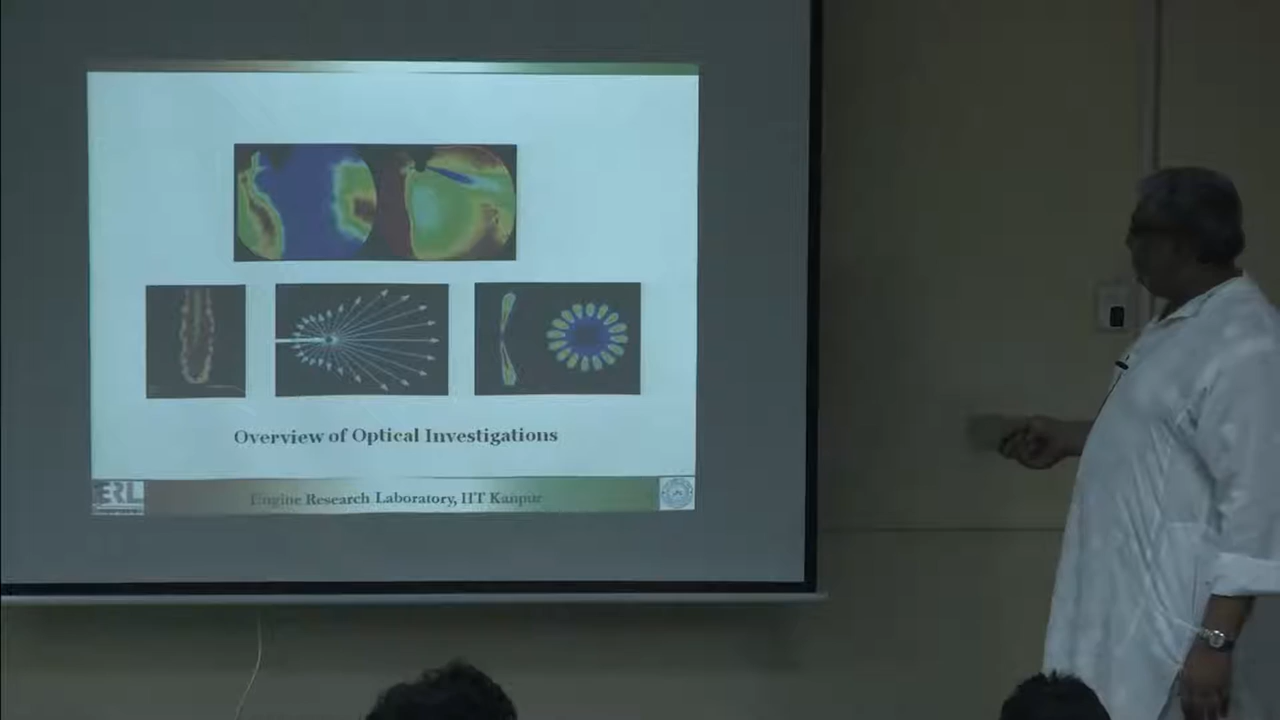 Overview of Optical Investigations
ERL
Engine Research Laboratory, IIT Kanpur